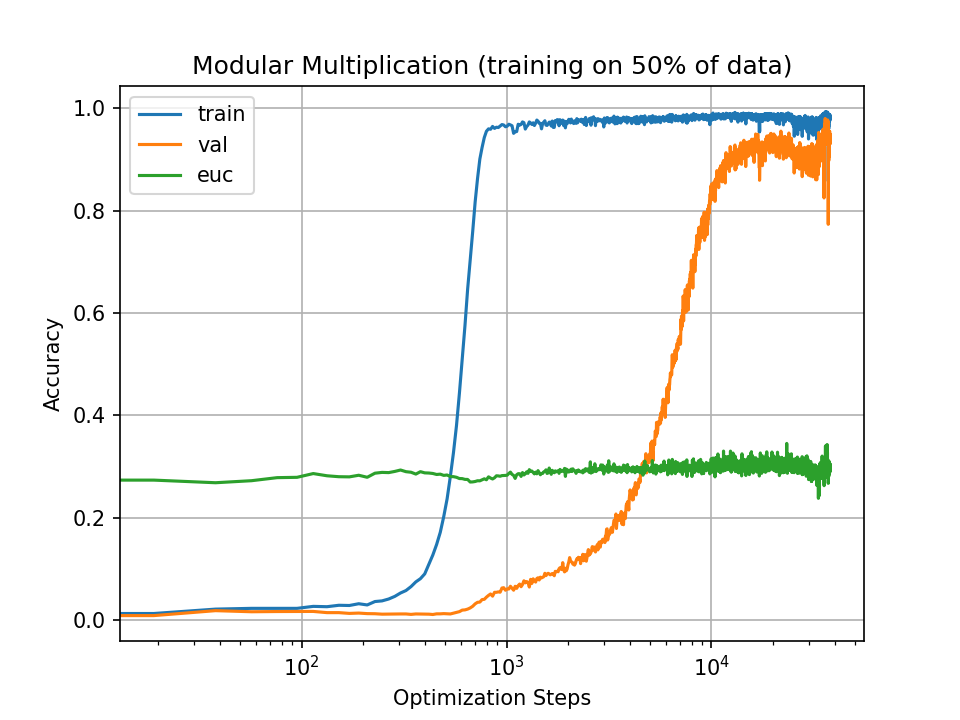 Modular Multiplication (training on 50% of data)
train
val
euc
1.0
0.8
0.6
0.4
0.2
0.0
Accuracy
10²
10³
10⁴
Optimization Steps